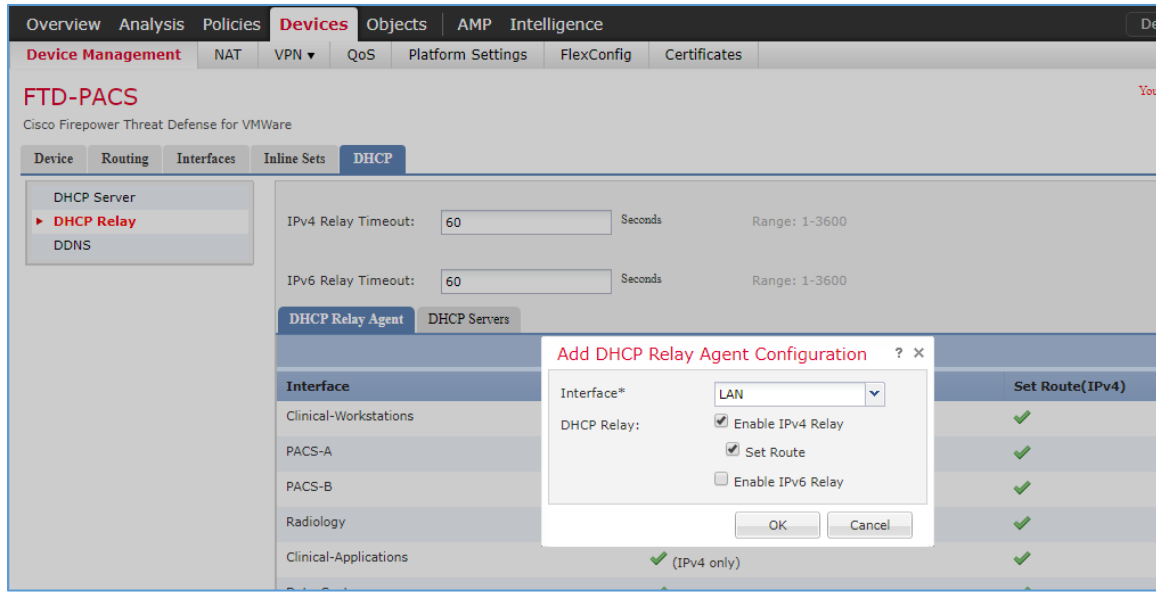 Overview Analysis Policies Devices Objects AMP Intelligence
Device Management NAT VPN ▾ QoS Platform Settings FlexConfig Certificates
FTD-PACS
Cisco Firepower Threat Defense for VMWare
Device Routing Interfaces Inline Sets DHCP
DHCP Server
DHCP Relay
DDNS
IPv4 Relay Timeout: 60 Seconds Range: 1-3600
IPv6 Relay Timeout: 60 Seconds Range: 1-3600
DHCP Relay Agent DHCP Servers
Interface Set Route(IPv4)
Clinical-Workstations
PACS-A
PACS-B
Radiology
Clinical-Applications (IPv4 only)
Add DHCP Relay Agent Configuration ? ×
Interface* LAN
DHCP Relay: Enable IPv4 Relay
Set Route
Enable IPv6 Relay
OK Cancel